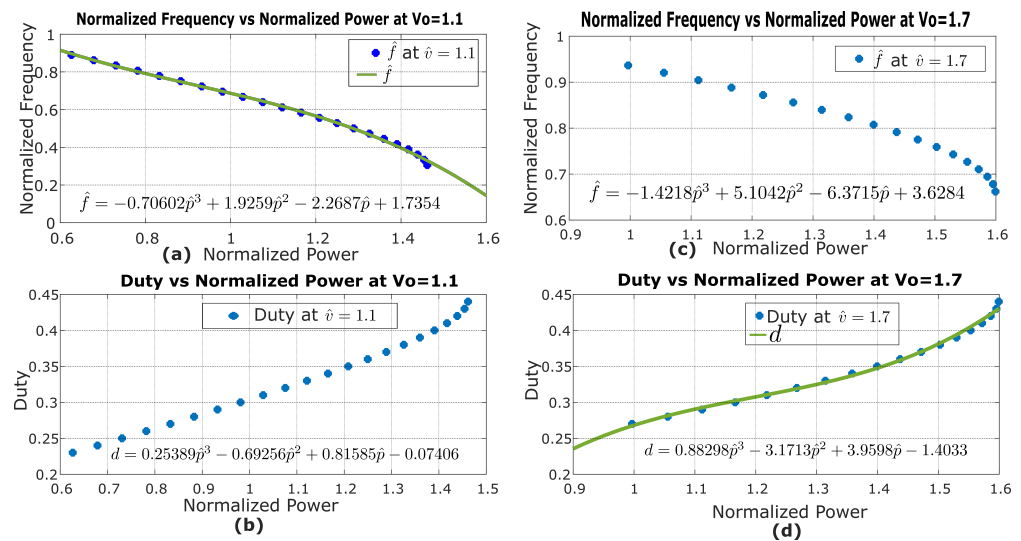 Normalized Frequency vs Normalized Power at Vo=1.1
Normalized Frequency
1
0.8
0.6
0.4
0.2
0
f̂ at v̂ = 1.1
f̂
f̂ = −0.70602p̂³ + 1.9259p̂² − 2.2687p̂ + 1.7354
0.6 0.8 1 1.2 1.4 1.6
(a) Normalized Power
Normalized Frequency vs Normalized Power at Vo=1.7
Normalized Frequency
1
0.9
0.8
0.7
0.6
f̂ at v̂ = 1.7
f̂ = −1.4218p̂³ + 5.1042p̂² − 6.3715p̂ + 3.6284
0.9 1 1.1 1.2 1.3 1.4 1.5 1.6
(c)
Normalized Power
Duty vs Normalized Power at Vo=1.1
Duty
0.45
0.4
0.35
0.3
0.25
0.2
Duty at v̂ = 1.1
d = 0.25389p̂³ − 0.69256p̂² + 0.81585p̂ − 0.07406
0.6 0.7 0.8 0.9 1 1.1 1.2 1.3 1.4 1.5
Normalized Power
(b)
Duty vs Normalized Power at Vo=1.7
Duty
0.45
0.4
0.35
0.3
0.25
0.2
Duty at v̂ = 1.7
d
d = 0.88298p̂³ − 3.1713p̂² + 3.9598p̂ − 1.4033
0.9 1 1.1 1.2 1.3 1.4 1.5 1.6
Normalized Power
(d)